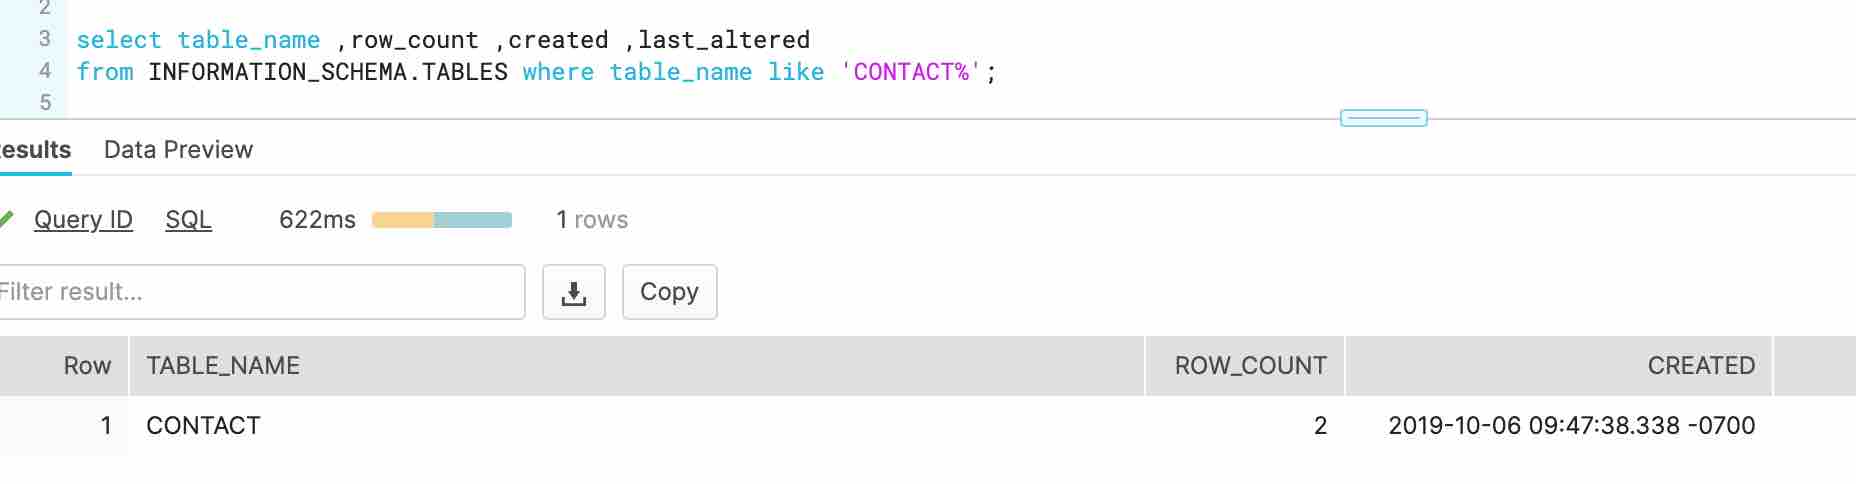 2
3 select table_name ,row_count ,created ,last_altered
4 from INFORMATION_SCHEMA.TABLES where table_name like 'CONTACT%';
5
esults Data Preview
Query ID SQL 622ms 1 rows
Filter result... Copy
Row TABLE_NAME ROW_COUNT CREATED
1 CONTACT 2 2019-10-06 09:47:38.338 -0700